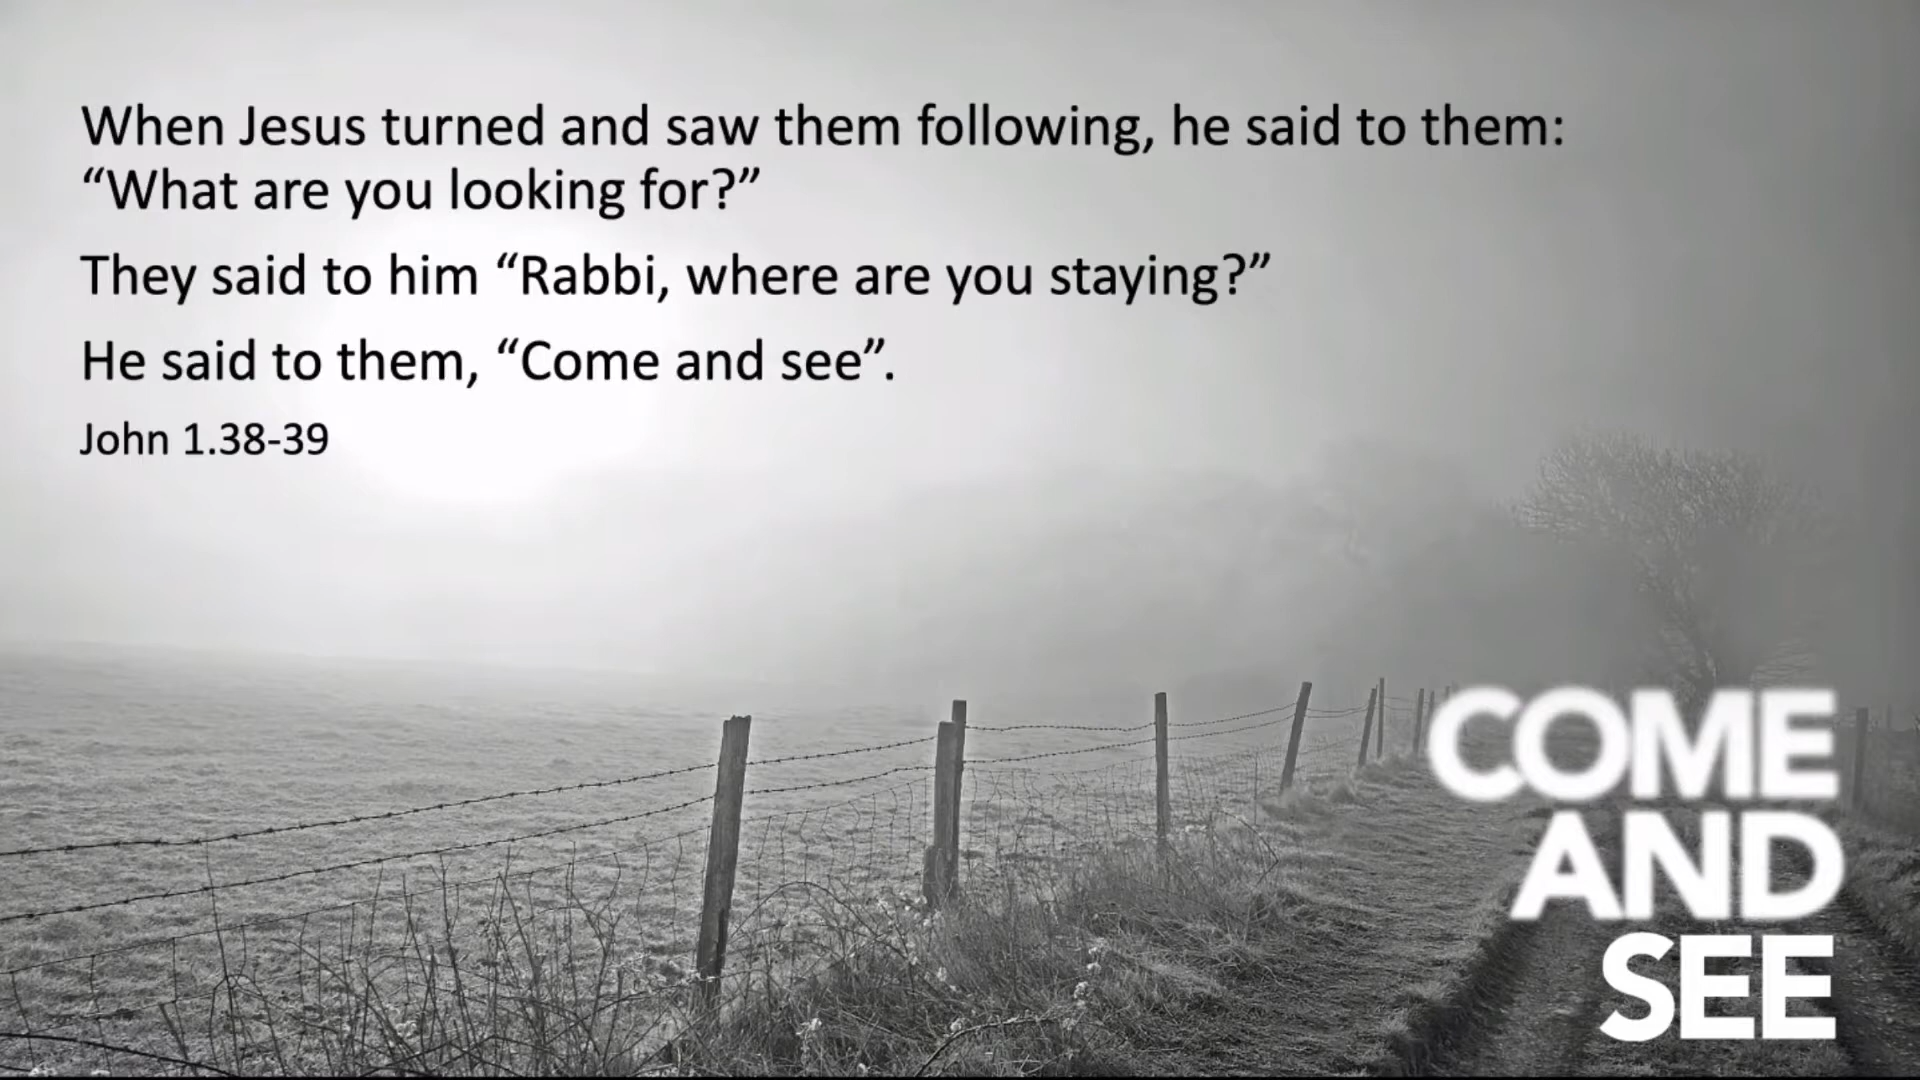 When Jesus turned and saw them following, he said to them:
“What are you looking for?”
They said to him “Rabbi, where are you staying?”
He said to them, “Come and see”.
John 1.38-39
COME
AND
SEE